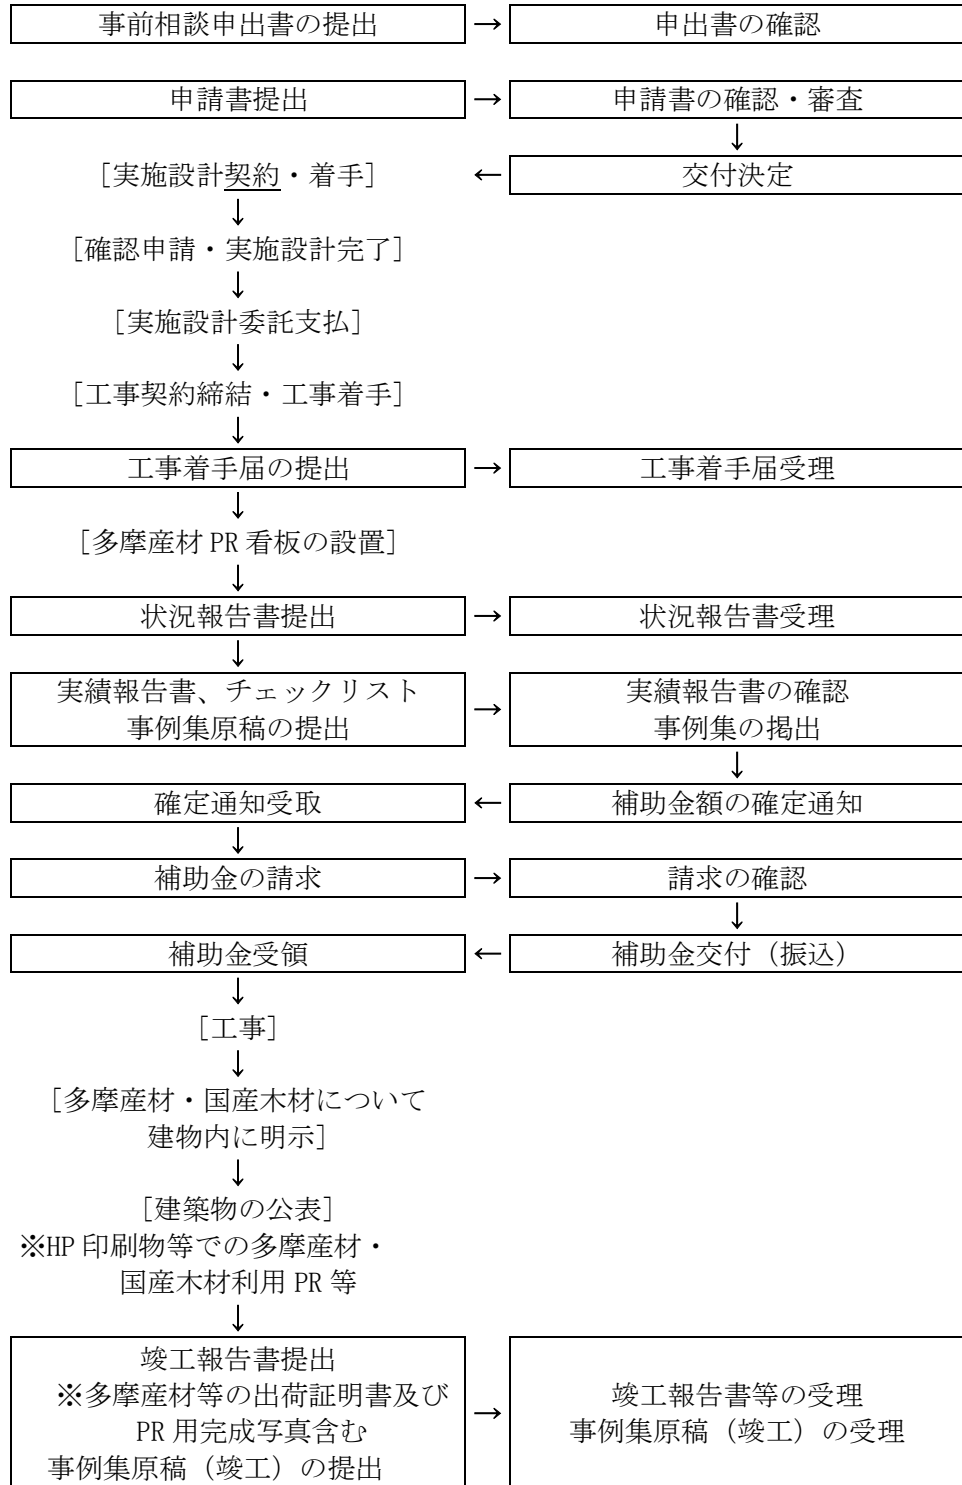 事前相談申出書の提出 → 申出書の確認
申請書提出 → 申請書の確認・審査
↓
[実施設計契約・着手] ← 交付決定
↓
[確認申請・実施設計完了]
↓
[実施設計委託支払]
↓
[工事契約締結・工事着手]
↓
工事着手届の提出 → 工事着手届受理
↓
[多摩産材 PR 看板の設置]
↓
状況報告書提出 → 状況報告書受理
↓
実績報告書、チェックリスト
事例集原稿の提出
→
実績報告書の確認
事例集の掲出
↓
確定通知受取 ← 補助金額の確定通知
↓
補助金の請求 → 請求の確認
↓
補助金受領 ← 補助金交付（振込）
↓
[工事]
↓
[多摩産材・国産木材について
建物内に明示]
↓
[建築物の公表]
※HP 印刷物等での多摩産材・
国産木材利用 PR 等
↓
竣工報告書提出
※多摩産材等の出荷証明書及び
PR 用完成写真含む
事例集原稿（竣工）の提出
→
竣工報告書等の受理
事例集原稿（竣工）の受理